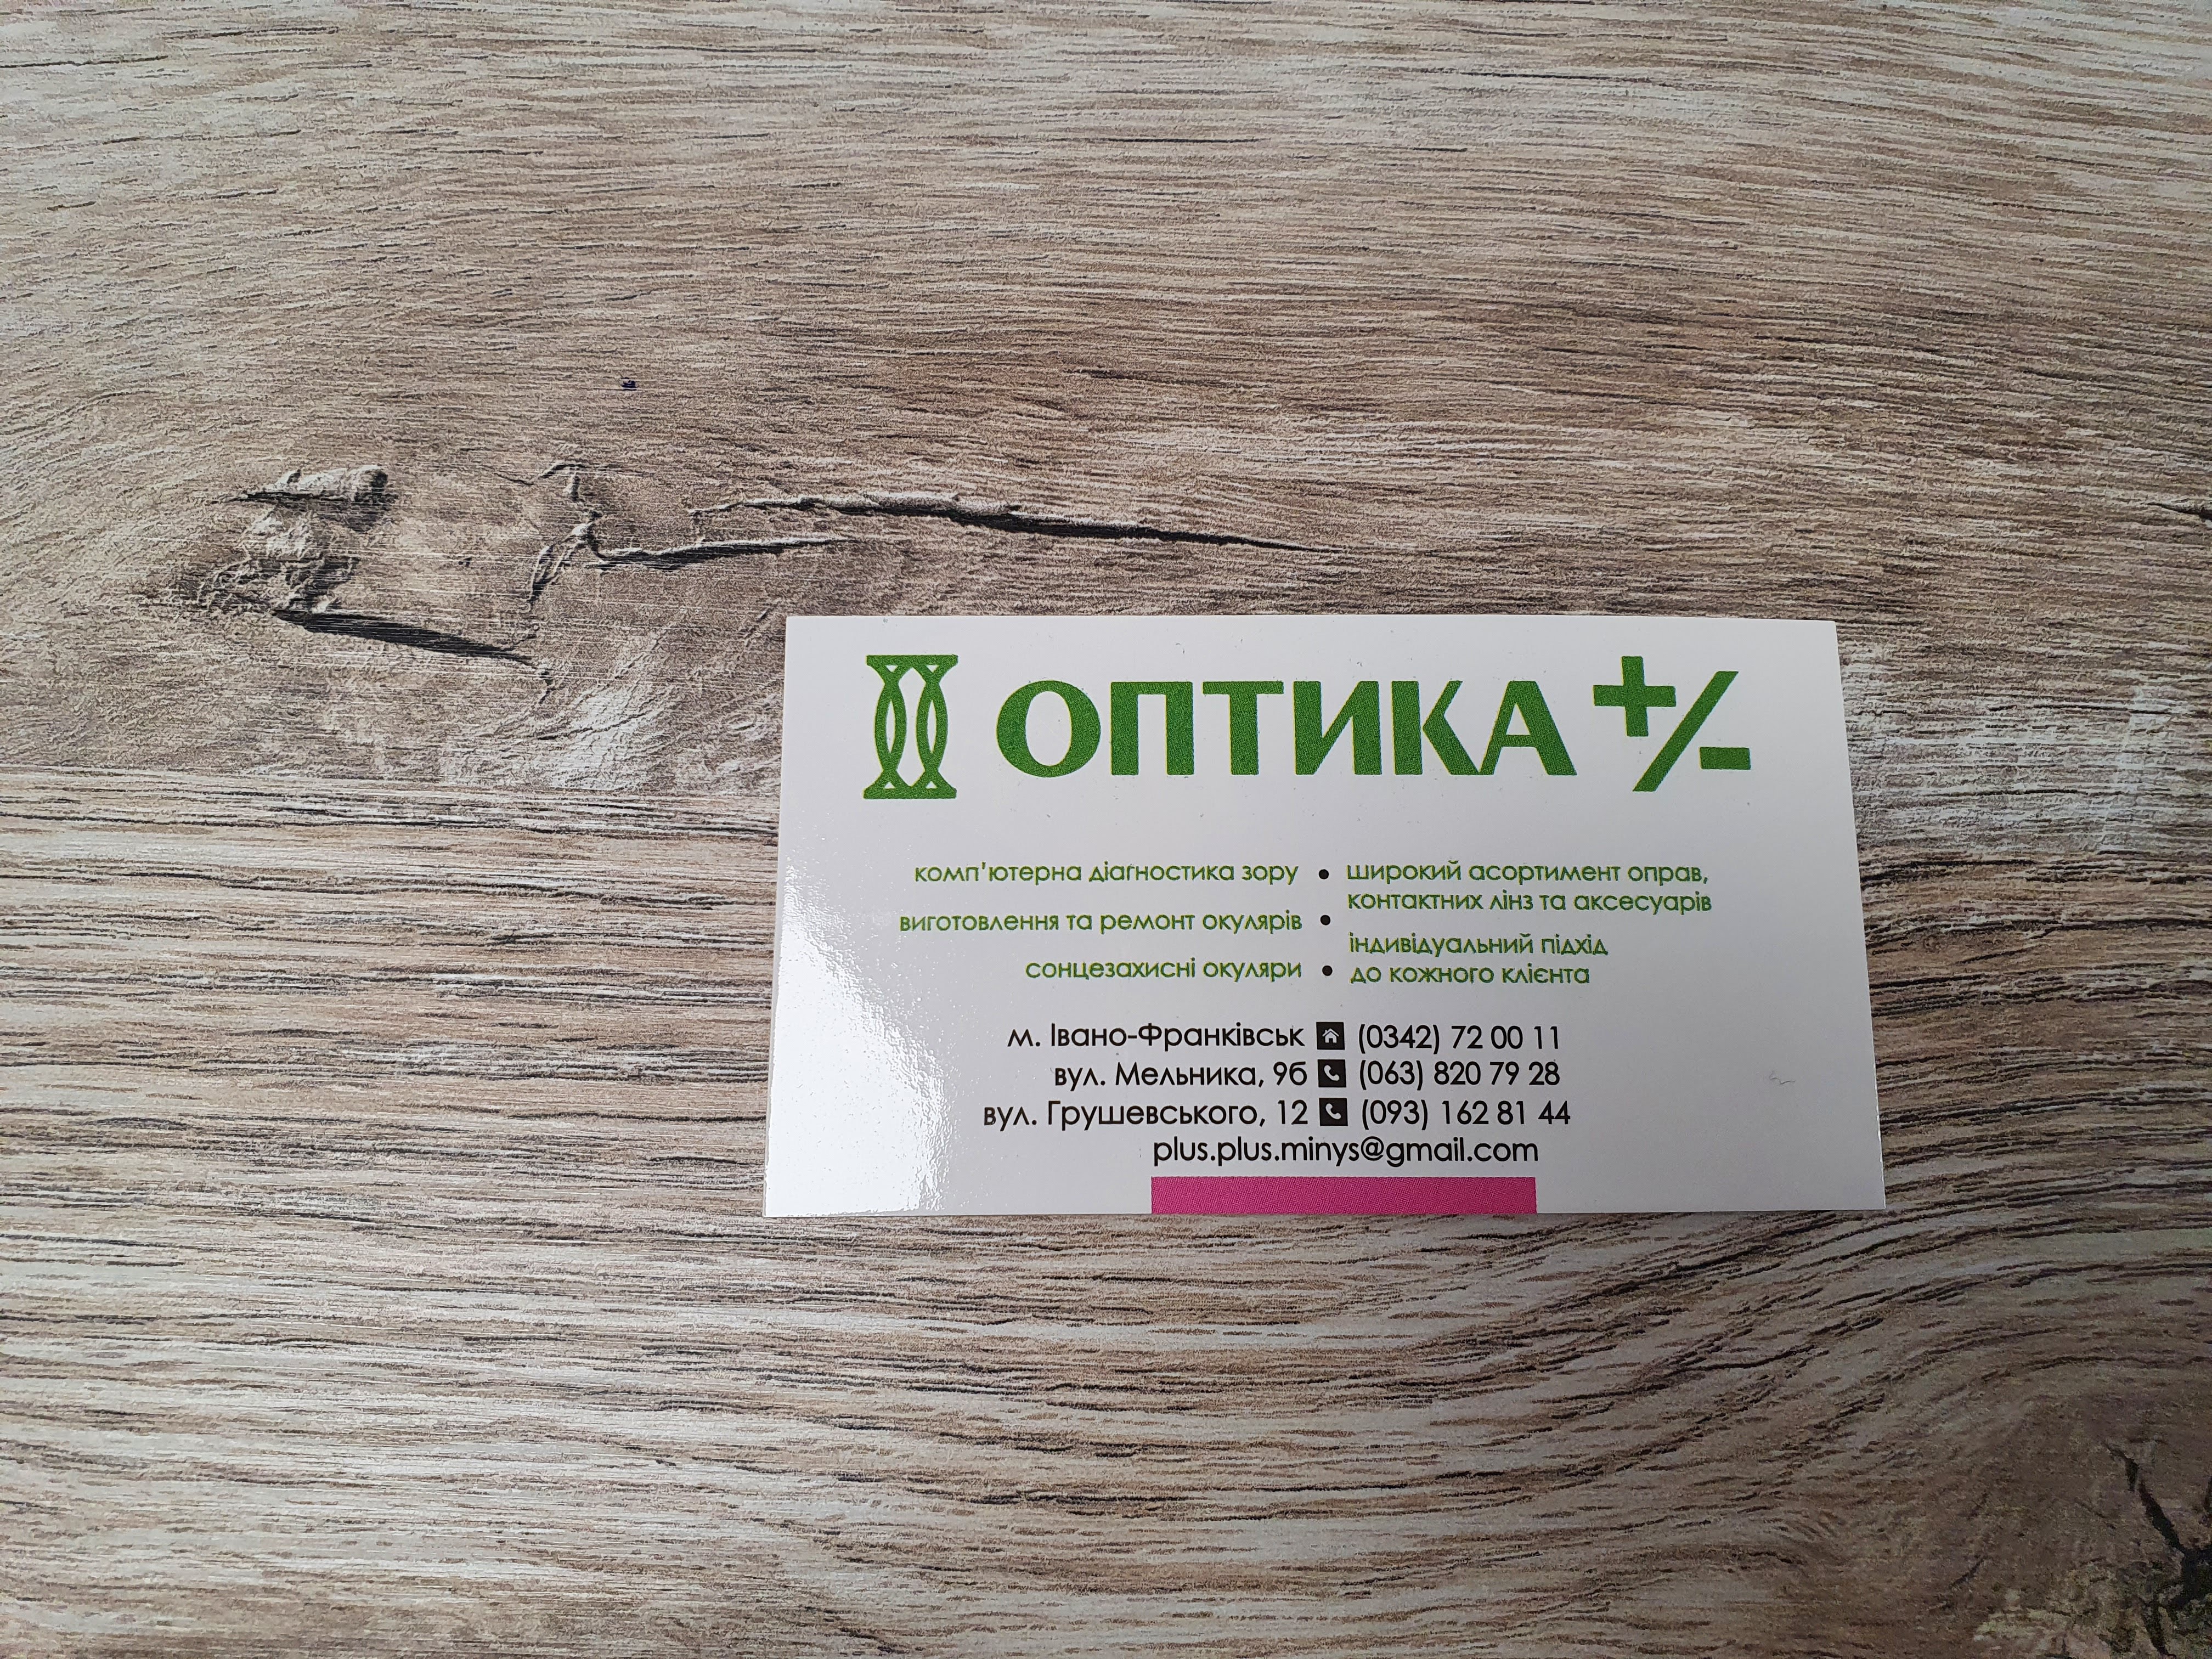 ОПТИКА +/-
комп'ютерна діагностика зору • широкий асортимент оправ,
контактних лінз та аксесуарів
виготовлення та ремонт окулярів •
індивідуальний підхід
сонцезахисні окуляри • до кожного клієнта
м. Івано-Франківськ (0342) 72 00 11
вул. Мельника, 9б (063) 820 79 28
вул. Грушевського, 12 (093) 162 81 44
plus.plus.minys@gmail.com